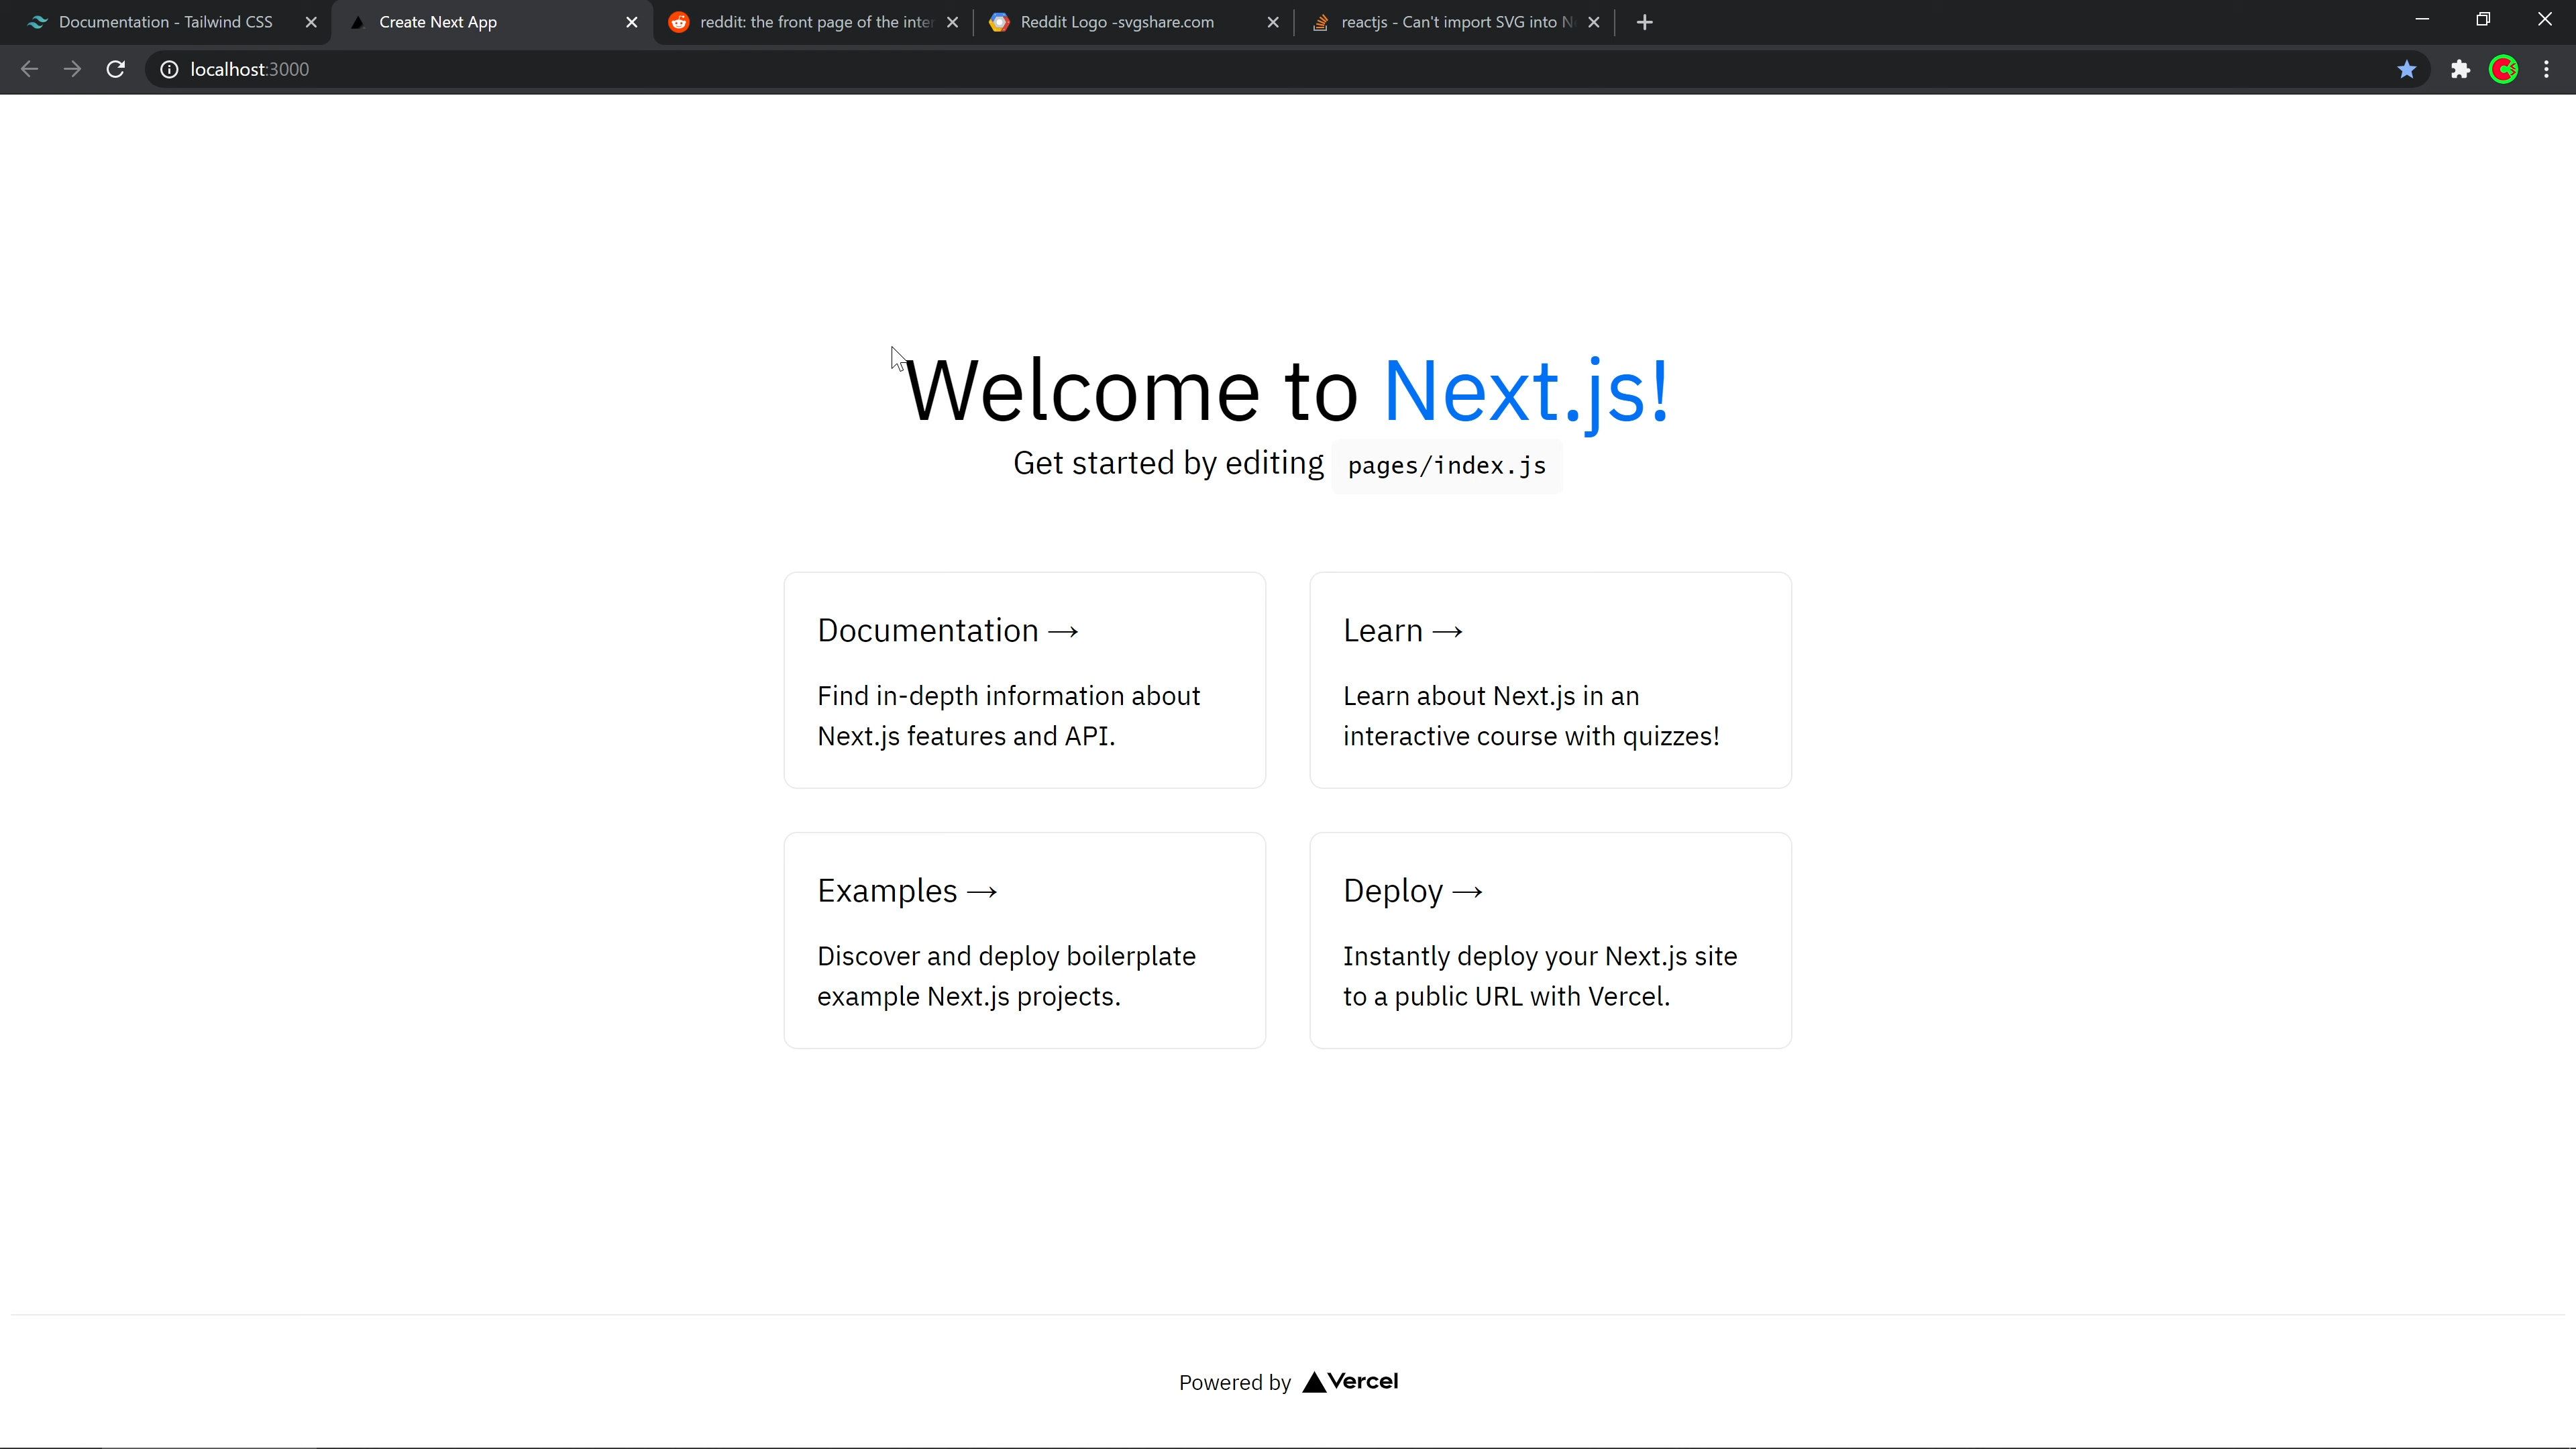 Documentation - Tailwind CSS
Create Next App
reddit: the front page of the inter
Reddit Logo -svgshare.com
reactjs - Can't import SVG into N
localhost:3000
Welcome to Next.js!
Get started by editing pages/index.js
Documentation →
Find in-depth information about
Next.js features and API.
Learn →
Learn about Next.js in an
interactive course with quizzes!
Examples →
Discover and deploy boilerplate
example Next.js projects.
Deploy →
Instantly deploy your Next.js site
to a public URL with Vercel.
Powered by ▲Vercel